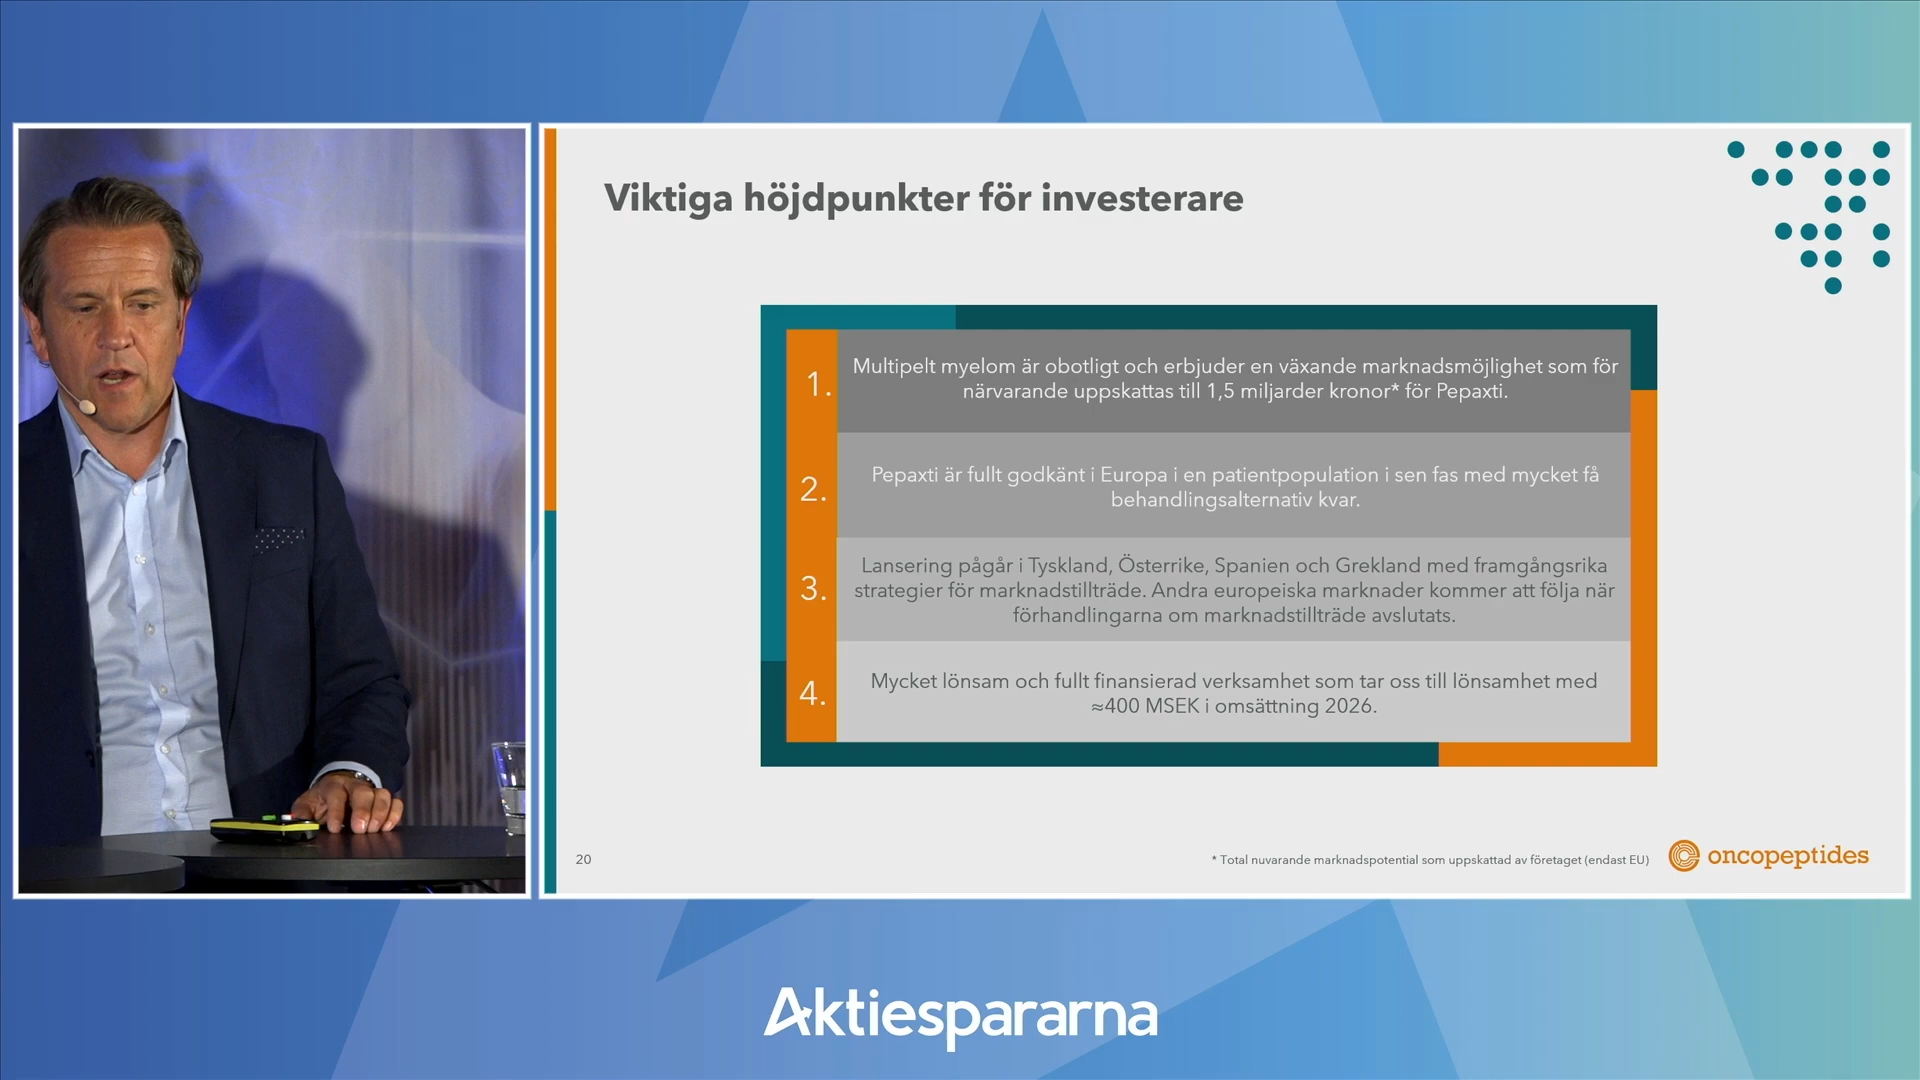 Viktiga höjdpunkter för investerare
1.
Multipelt myelom är obotligt och erbjuder en växande marknadsmöjlighet som för
närvarande uppskattas till 1,5 miljarder kronor* för Pepaxti.
2.
Pepaxti är fullt godkänt i Europa i en patientpopulation i sen fas med mycket få
behandlingsalternativ kvar.
3.
Lansering pågår i Tyskland, Österrike, Spanien och Grekland med framgångsrika
strategier för marknadstillträde. Andra europeiska marknader kommer att följa när
förhandlingarna om marknadstillträde avslutats.
4.
Mycket lönsam och fullt finansierad verksamhet som tar oss till lönsamhet med
≈400 MSEK i omsättning 2026.
20
* Total nuvarande marknadspotential som uppskattad av företaget (endast EU)
oncopeptides
Aktiespararna